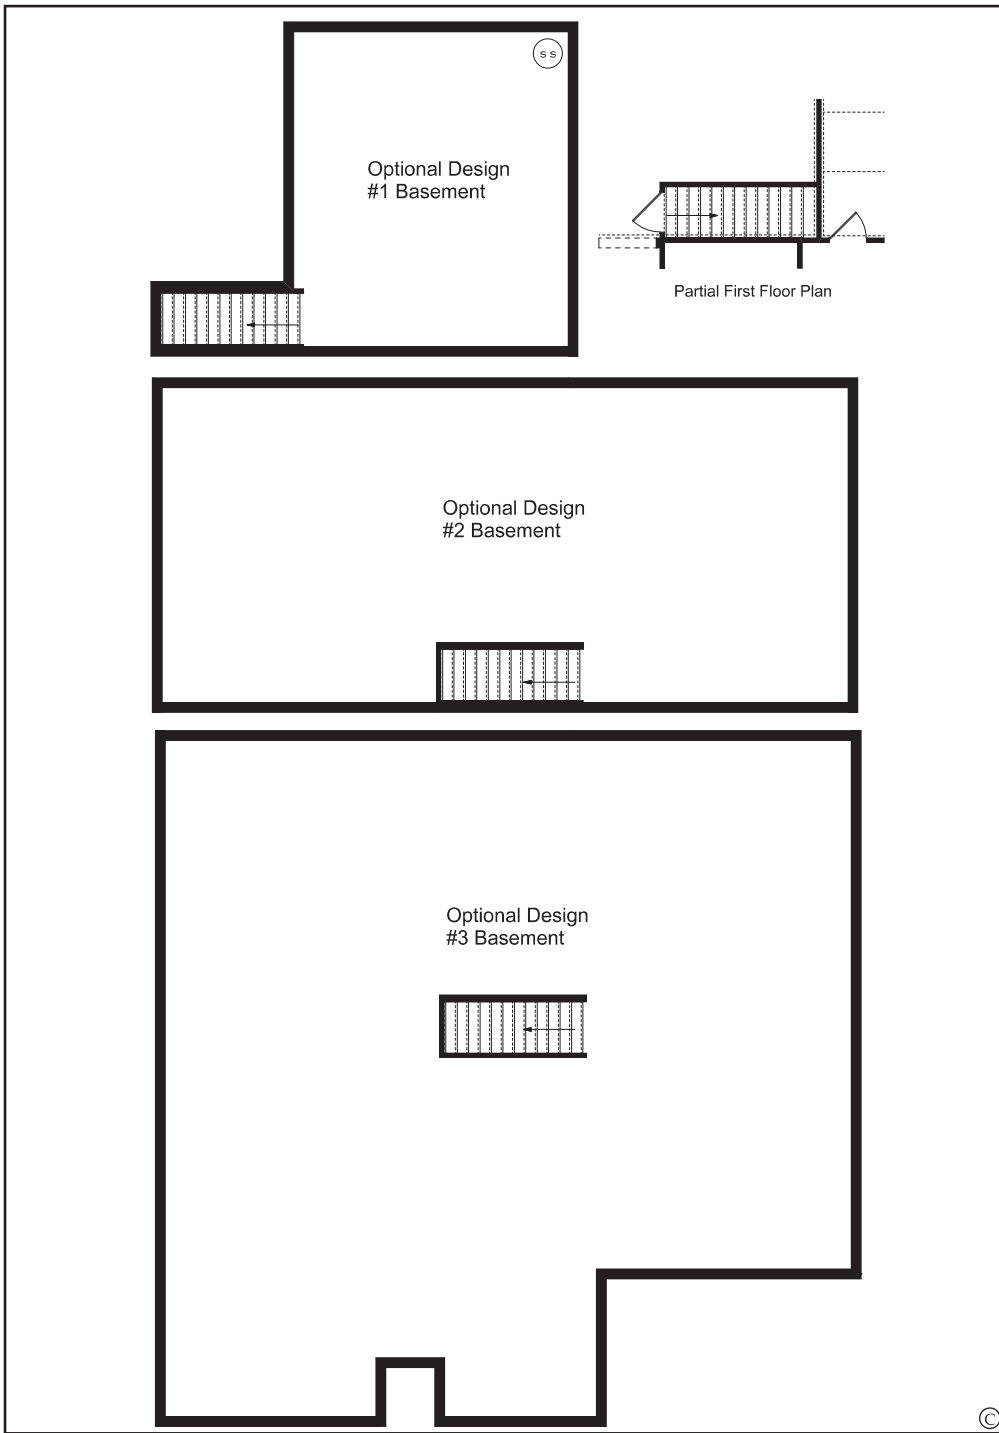 ss
Optional Design
#1 Basement
Partial First Floor Plan
Optional Design
#2 Basement
Optional Design
#3 Basement
©